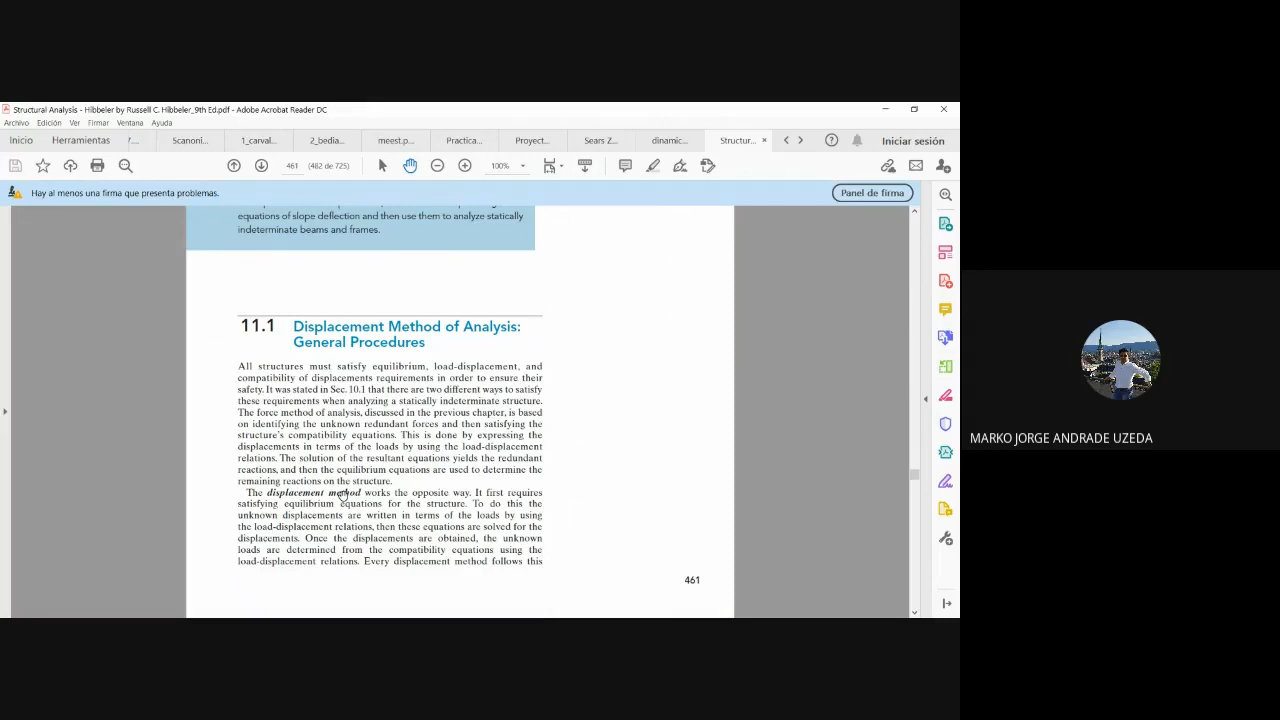 Structural Analysis - Hibbeler by Russell C. Hibbeler_9th Ed.pdf - Adobe Acrobat Reader DC
Archivo Edición Ver Firmar Ventana Ayuda
Inicio Herramientas /... Scanoni... 1_carval... 2_bedia... meest.p... Practica... Proyect... Sears Z... dinamic... Structur... × Iniciar sesión
461 (482 de 725) 100%
Hay al menos una firma que presenta problemas. Panel de firma
equations of slope deflection and then use them to analyze statically
indeterminate beams and frames.
11.1 Displacement Method of Analysis:
General Procedures
All structures must satisfy equilibrium, load-displacement, and
compatibility of displacements requirements in order to ensure their
safety. It was stated in Sec. 10.1 that there are two different ways to satisfy
these requirements when analyzing a statically indeterminate structure.
The force method of analysis, discussed in the previous chapter, is based
on identifying the unknown redundant forces and then satisfying the
structure's compatibility equations. This is done by expressing the
displacements in terms of the loads by using the load-displacement
relations. The solution of the resultant equations yields the redundant
reactions, and then the equilibrium equations are used to determine the
remaining reactions on the structure.
The displacement method works the opposite way. It first requires
satisfying equilibrium equations for the structure. To do this the
unknown displacements are written in terms of the loads by using
the load-displacement relations, then these equations are solved for the
displacements. Once the displacements are obtained, the unknown
loads are determined from the compatibility equations using the
load-displacement relations. Every displacement method follows this
461
MARKO JORGE ANDRADE UZEDA